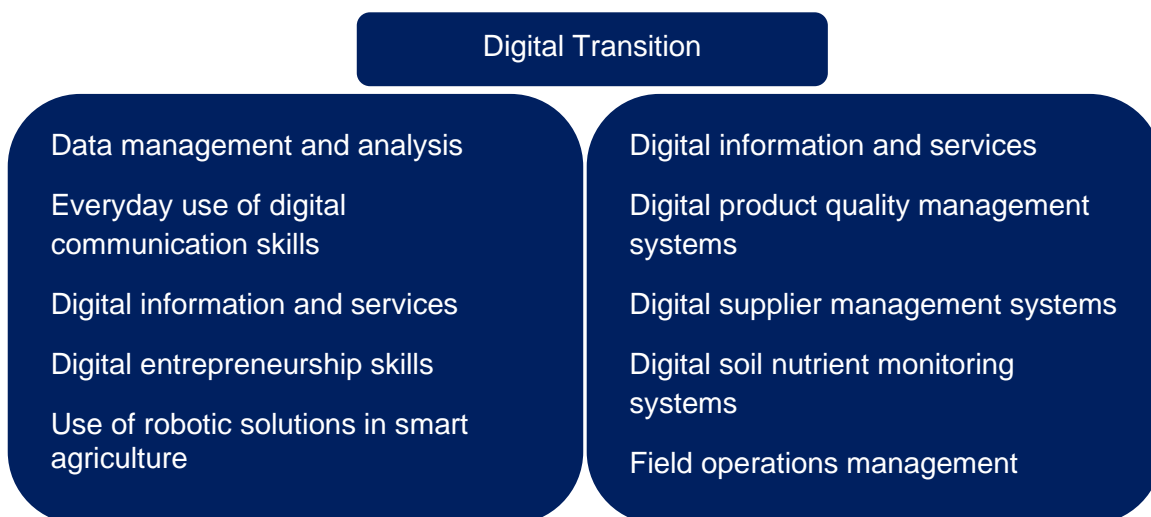 Digital Transition
Data management and analysis
Everyday use of digital
communication skills
Digital information and services
Digital entrepreneurship skills
Use of robotic solutions in smart
agriculture
Digital information and services
Digital product quality management
systems
Digital supplier management systems
Digital soil nutrient monitoring
systems
Field operations management